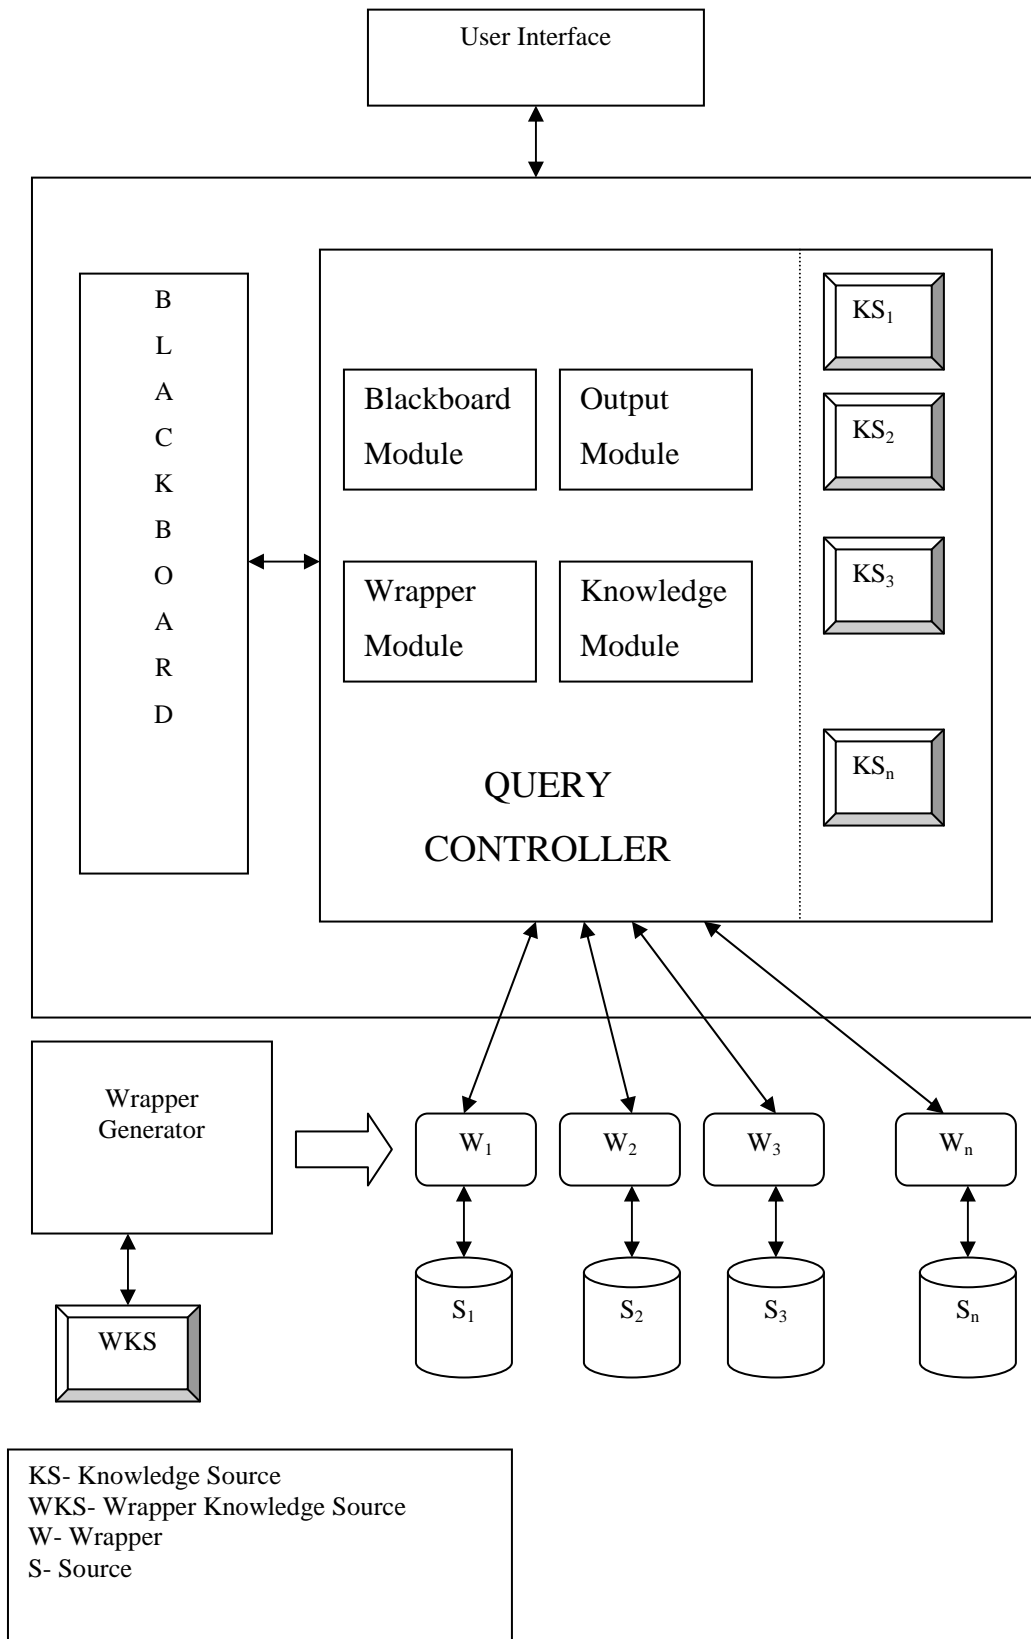 User Interface
B
L
A
C
K
B
O
A
R
D
Blackboard
Module
Output
Module
Wrapper
Module
Knowledge
Module
QUERY
CONTROLLER
KS1
KS2
KS3
KSn
Wrapper
Generator
WKS
W1
W2
W3
Wn
S1
S2
S3
Sn
KS- Knowledge Source
WKS- Wrapper Knowledge Source
W- Wrapper
S- Source